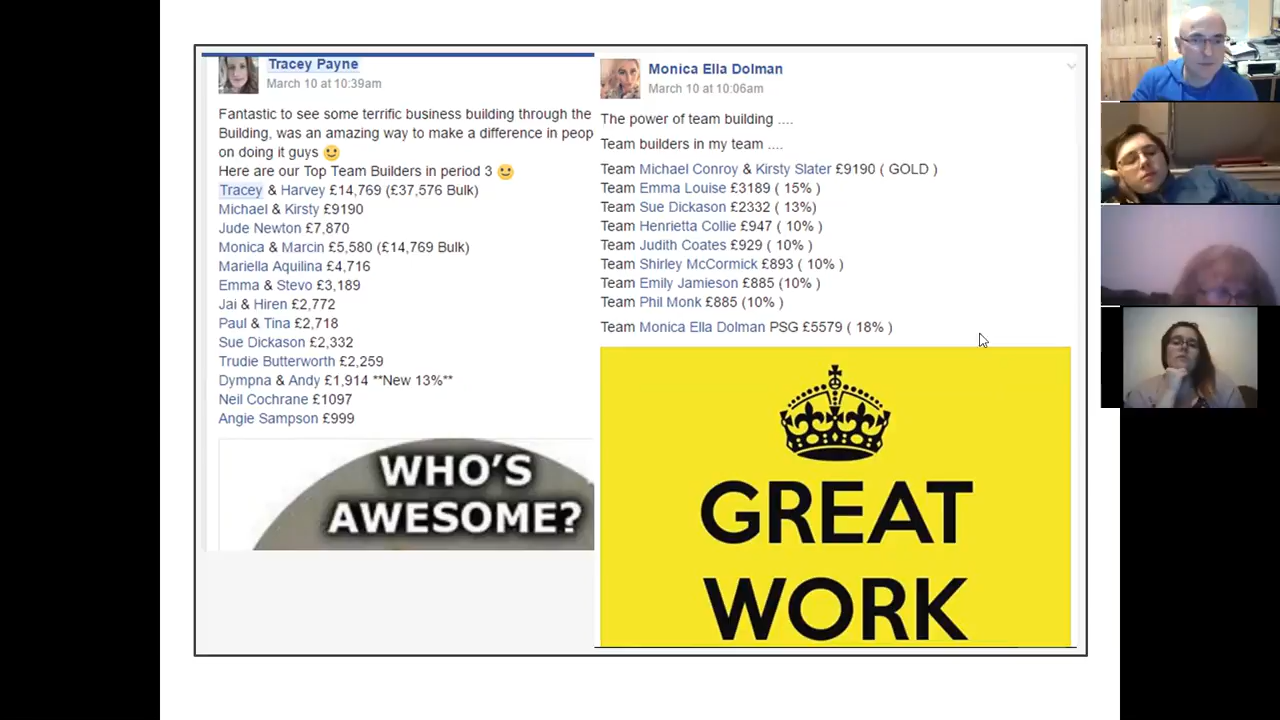 Tracey Payne
March 10 at 10:39am
Fantastic to see some terrific business building through the
Building, was an amazing way to make a difference in peop
on doing it guys
Here are our Top Team Builders in period 3
Tracey & Harvey £14,769 (£37,576 Bulk)
Michael & Kirsty £9190
Jude Newton £7,870
Monica & Marcin £5,580 (£14,769 Bulk)
Mariella Aquilina £4,716
Emma & Stevo £3,189
Jai & Hiren £2,772
Paul & Tina £2,718
Sue Dickason £2,332
Trudie Butterworth £2,259
Dympna & Andy £1,914 **New 13%**
Neil Cochrane £1097
Angie Sampson £999
WHO'S
AWESOME?
Monica Ella Dolman
March 10 at 10:06am
The power of team building ....
Team builders in my team ....
Team Michael Conroy & Kirsty Slater £9190 ( GOLD )
Team Emma Louise £3189 ( 15% )
Team Sue Dickason £2332 ( 13%)
Team Henrietta Collie £947 ( 10% )
Team Judith Coates £929 ( 10% )
Team Shirley McCormick £893 ( 10% )
Team Emily Jamieson £885 (10% )
Team Phil Monk £885 (10% )
Team Monica Ella Dolman PSG £5579 ( 18% )
GREAT
WORK